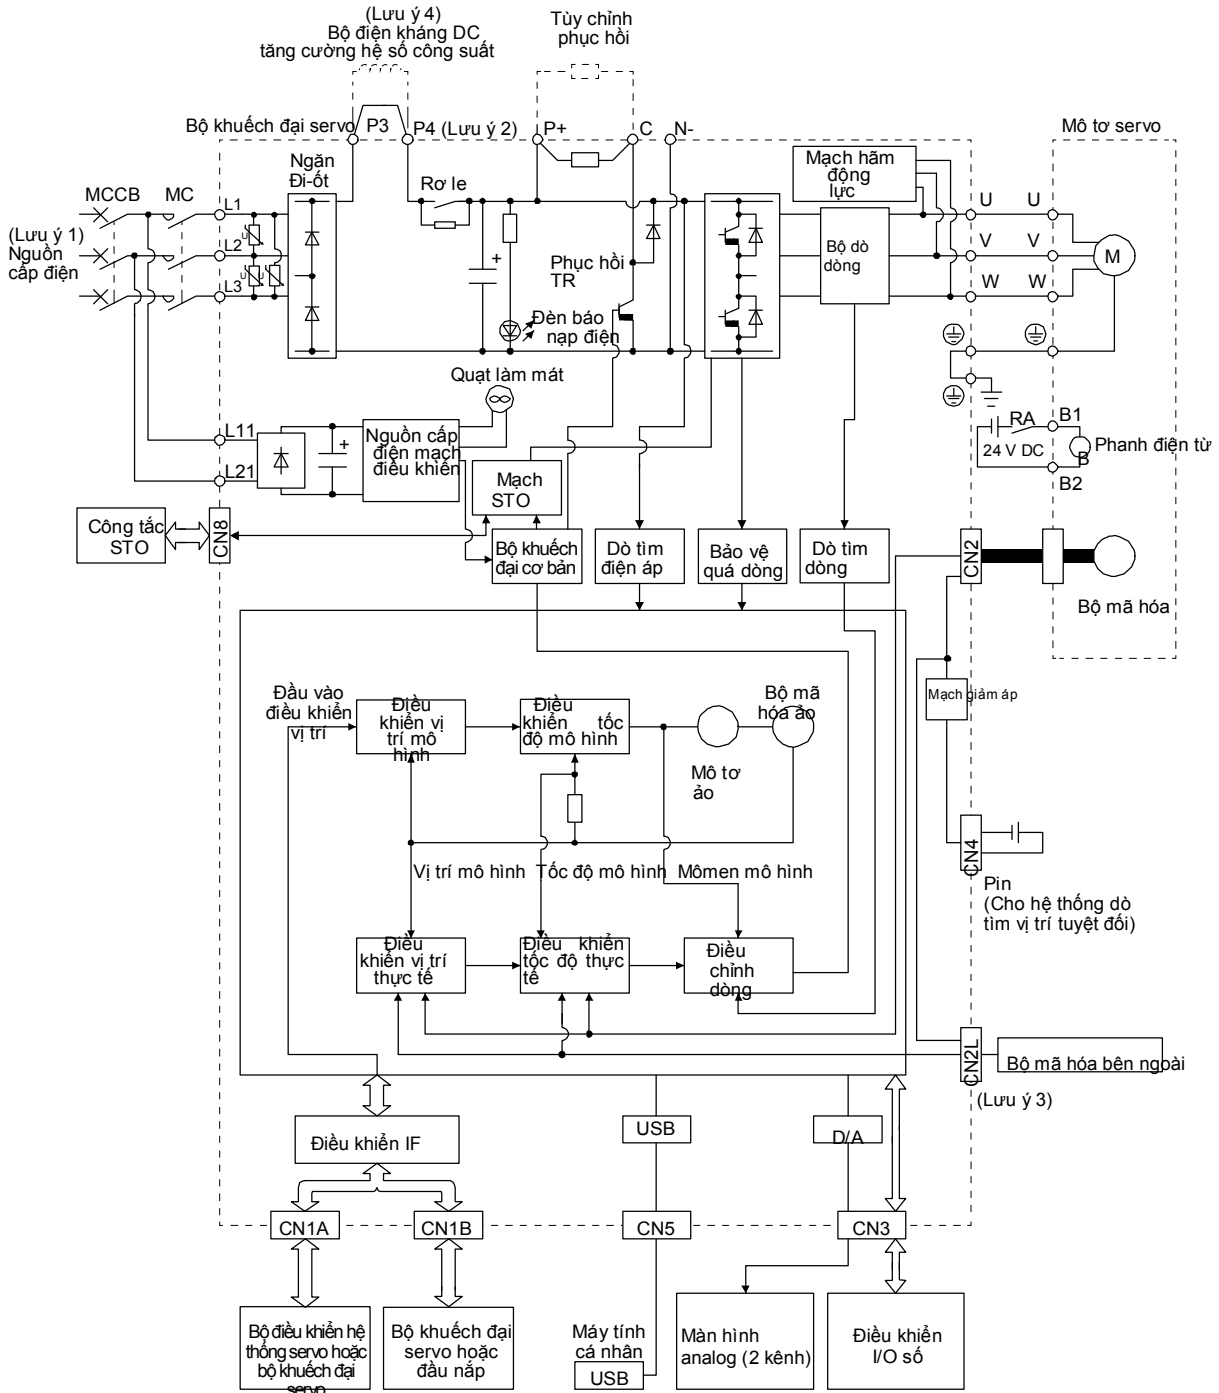 (Lưu ý 4)
Bộ điện kháng DC
tăng cường hệ số công suất
Tùy chỉnh
phục hồi
Bộ khuếch đại servo
P3
P4 (Lưu ý 2)
P+
C
N-
Mô tơ servo
Ngăn
Đi-ốt
Rơ le
Mạch hãm
động
lực
MCCB
MC
L1
L2
L3
U
U
U
(Lưu ý 1)
Nguồn
cấp điện
+
Phục hồi
TR
Đèn báo
nạp điện
Bộ dò
dòng
U
V
W
U
V
W
M
Quạt làm mát
L11
L21
+
Nguồn cấp
điện mạch
điều khiển
Mạch
STO
RA
24 V DC
B1
B
B2
Phanh điện từ
Công tắc
STO
CN8
Bộ khuếch
đại cơ bản
Dò tìm
điện áp
Bảo vệ
quá dòng
Dò tìm
dòng
CN2
Bộ mã hóa
Đầu vào
điều khiển
vị trí
Điều
khiển vị
trí mô
hình
Điều
khiển tốc
độ mô hình
Bộ mã
hóa ảo
Mô tơ
ảo
Mạch giảm áp
Vị trí mô hình
Tốc độ mô hình
Mômen mô hình
CN4
Pin
(Cho hệ thống dò
tìm vị trí tuyệt đối)
Điều
khiển vị trí
thực tế
Điều khiển
tốc độ thực
tế
Điều
chỉnh
dòng
CN2L
Bộ mã hóa bên ngoài
(Lưu ý 3)
Điều khiển IF
USB
D/A
CN1A
CN1B
CN5
CN3
Bộ điều khiển hệ
thống servo hoặc
bộ khuếch đại
servo
Bộ khuếch đại
servo hoặc
đầu nắp
Máy tính
cá nhân
USB
Màn hình
analog (2 kênh)
Điều khiển
I/O số